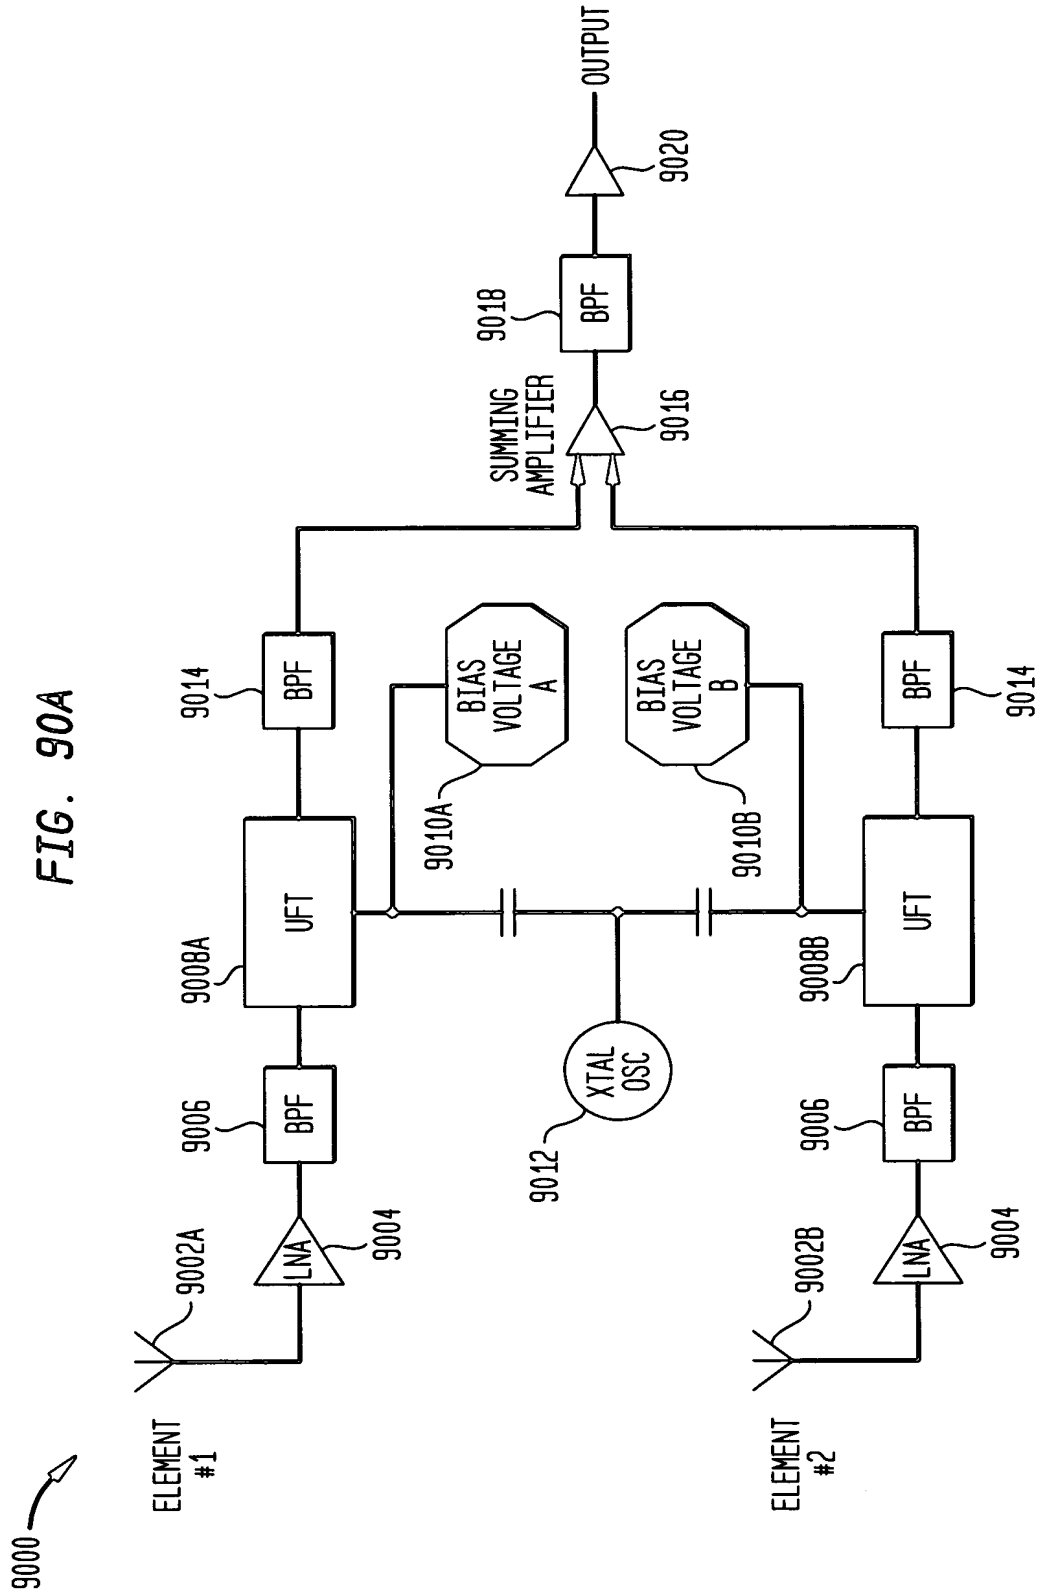 FIG. 90A
9000
ELEMENT
#1
9002A
LNA
9004
9006
BPF
9008A
UFT
9014
BPF
9010A
BIAS
VOLTAGE
A
9012
XTAL
OSC
9010B
BIAS
VOLTAGE
B
SUMMING
AMPLIFIER
9016
9018
BPF
9020
OUTPUT
ELEMENT
#2
9002B
LNA
9004
9006
BPF
9008B
UFT
BPF
9014